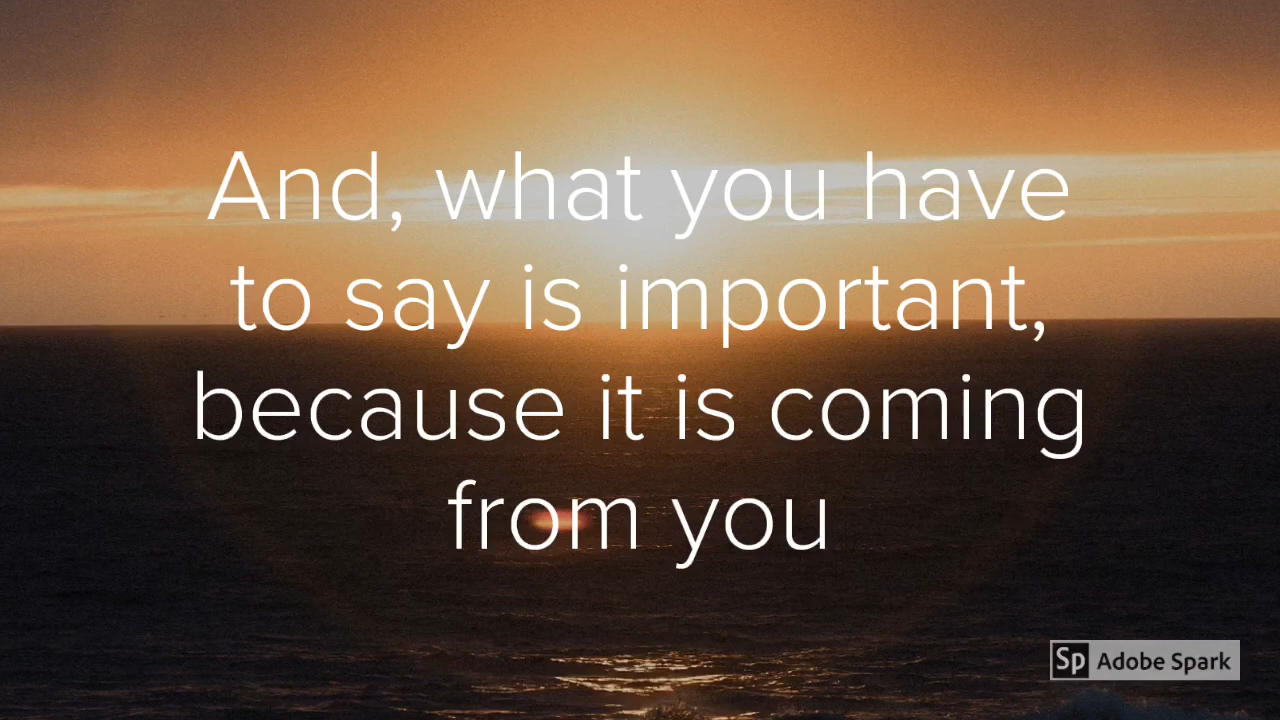 And, what you have
to say is important,
because it is coming
from you
Sp Adobe Spark